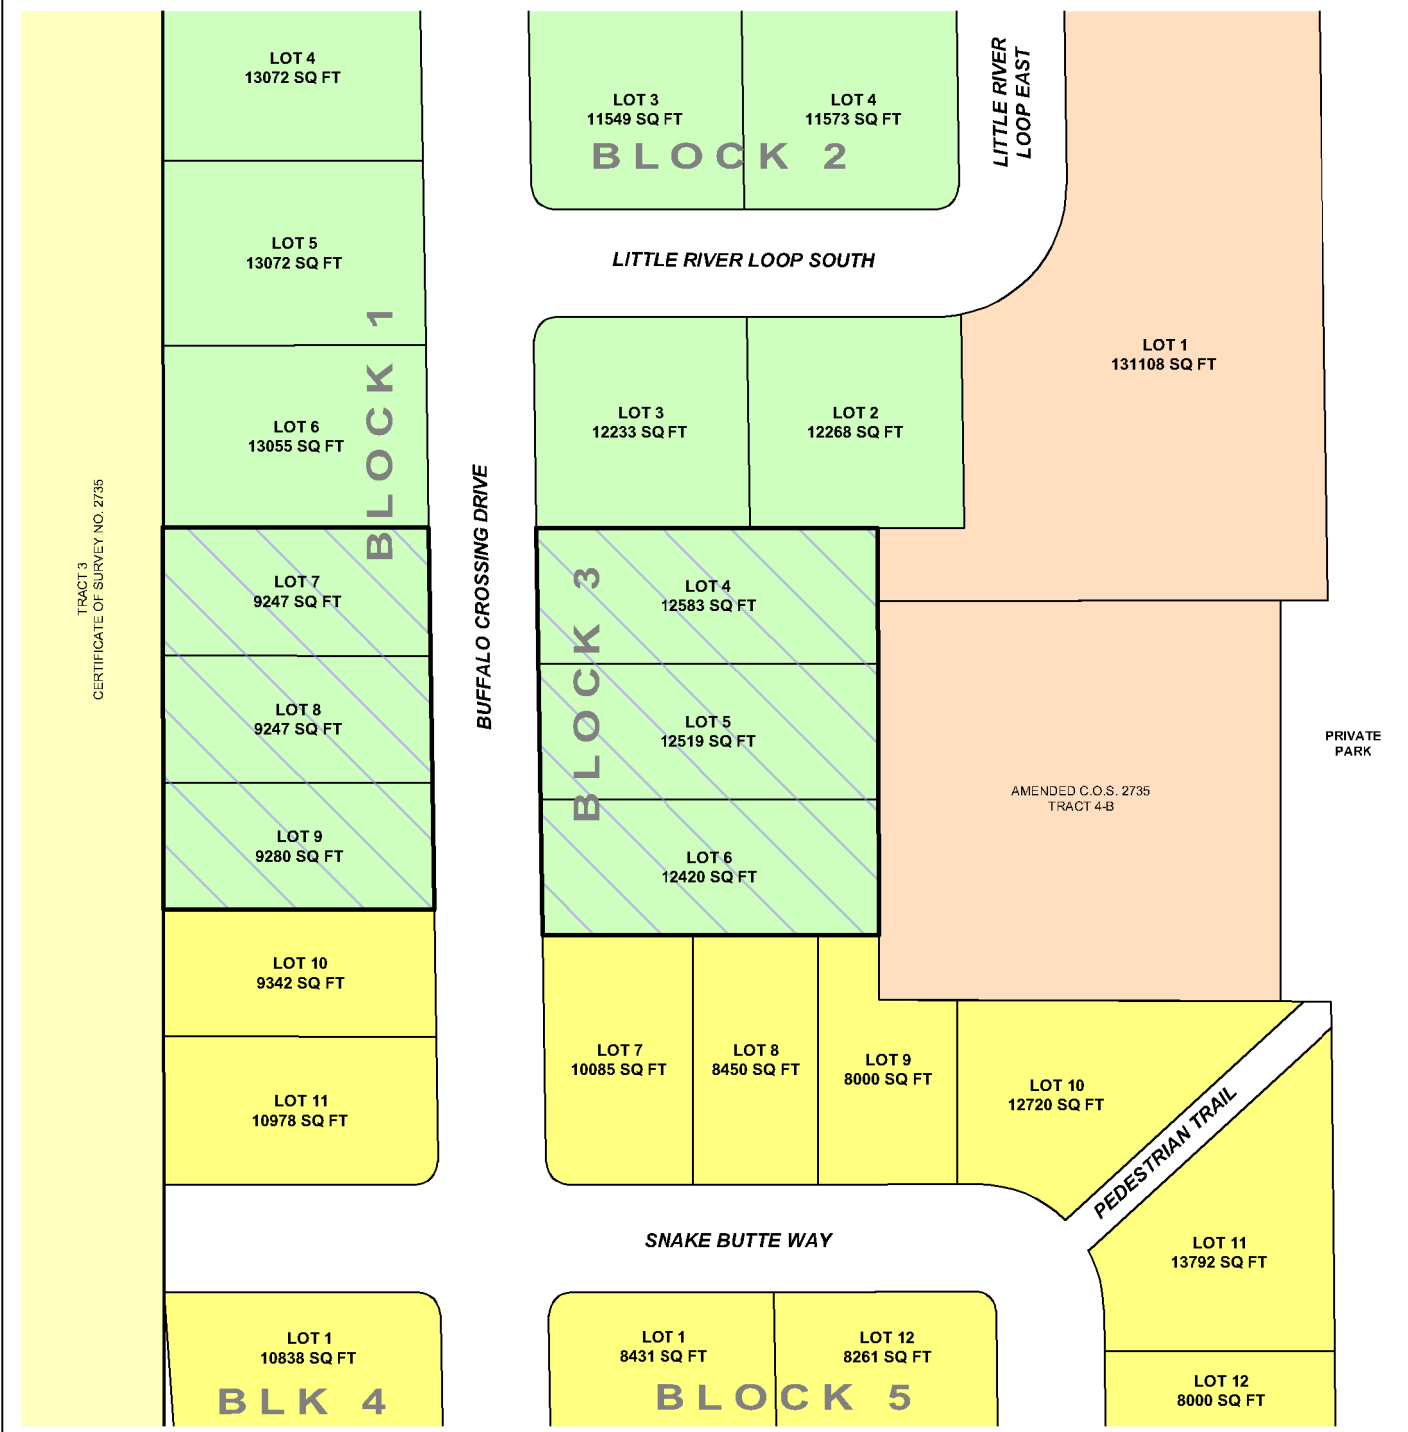 LOT 4
13072 SQ FT
LOT 5
13072 SQ FT
LOT 6
13055 SQ FT
BLOCK 1
LOT 7
9247 SQ FT
LOT 8
9247 SQ FT
LOT 9
9280 SQ FT
LOT 10
9342 SQ FT
LOT 11
10978 SQ FT
TRACT 3
CERTIFICATE OF SURVEY NO. 2735
BUFFALO CROSSING DRIVE
LOT 3
11549 SQ FT
LOT 4
11573 SQ FT
BLOCK 2
LITTLE RIVER
LOOP EAST
LITTLE RIVER LOOP SOUTH
LOT 1
131108 SQ FT
LOT 3
12233 SQ FT
LOT 2
12268 SQ FT
BLOCK 3
LOT 4
12583 SQ FT
LOT 5
12519 SQ FT
LOT 6
12420 SQ FT
AMENDED C.O.S. 2735
TRACT 4-B
PRIVATE
PARK
LOT 7
10085 SQ FT
LOT 8
8450 SQ FT
LOT 9
8000 SQ FT
LOT 10
12720 SQ FT
PEDESTRIAN TRAIL
LOT 11
13792 SQ FT
SNAKE BUTTE WAY
LOT 1
10838 SQ FT
BLK 4
LOT 1
8431 SQ FT
LOT 12
8261 SQ FT
BLOCK 5
LOT 12
8000 SQ FT